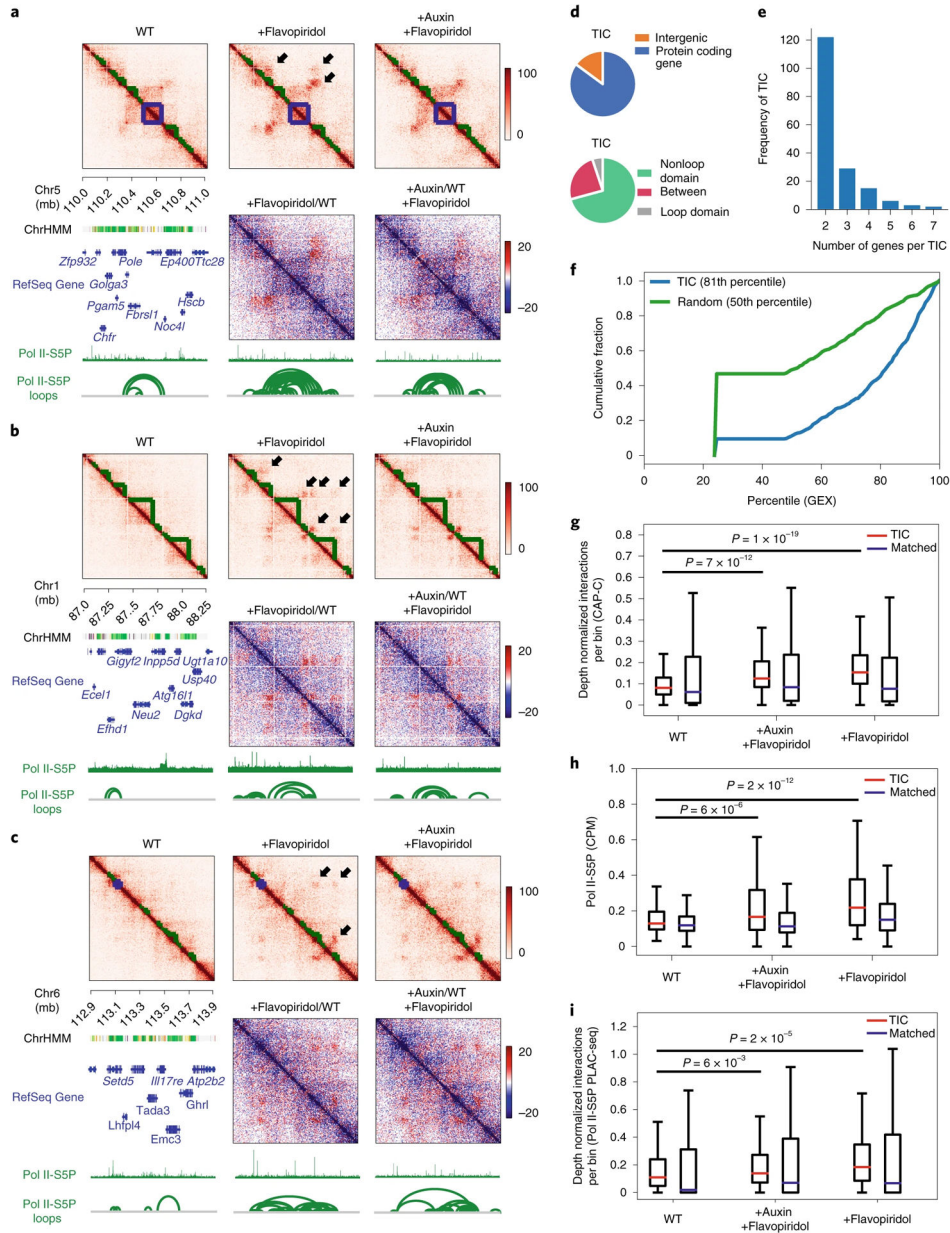 a
WT
+Flavopiridol
+Auxin
+Flavopiridol
100
0
Chr5
(mb)
110.0
110.2
110.4
110.6
110.8
111.0
+Flavopiridol/WT
+Auxin/WT
+Flavopiridol
ChrHMM
Zfp932
Pole
Ep400
Ttc28
RefSeq Gene
Golga3
Pgam5
Fbrsl1
Hscb
Noc4l
Chfr
20
–20
Pol II-S5P
Pol II-S5P
loops
b
WT
+Flavopiridol
+Auxin
+Flavopiridol
100
0
Chr1
(mb)
87.0
87.25
87.5
87.75
88.0
88.25
+Flavopiridol/WT
+Auxin/WT
+Flavopiridol
ChrHMM
Gigyf2
Inpp5d
Ugt1a10
RefSeq Gene
Usp40
Ecel1
Atg16l1
Neu2
Dgkd
Efhd1
20
–20
Pol II-S5P
Pol II-S5P
loops
c
WT
+Flavopiridol
+Auxin
+Flavopiridol
100
0
Chr6
(mb)
112.9
113.1
113.3
113.5
113.7
113.9
+Flavopiridol/WT
+Auxin/WT
+Flavopiridol
ChrHMM
Setd5
Il17re
Atp2b2
RefSeq Gene
Tada3
Ghrl
Lhfpl4
Emc3
20
–20
Pol II-S5P
Pol II-S5P
loops
d
TIC
Intergenic
Protein coding
gene
TIC
Nonloop
domain
Between
Loop domain
e
Frequency of TIC
120
100
80
60
40
20
0
2 3 4 5 6 7
Number of genes per TIC
f
TIC (81th percentile)
Random (50th percentile)
Cumulative fraction
1.0
0.8
0.6
0.4
0.2
0
0 20 40 60 80 100
Percentile (GEX)
g
TIC
Matched
P = 1 × 10–19
P = 7 × 10–12
Depth normalized interactions
per bin (CAP-C)
0.8
0.7
0.6
0.5
0.4
0.3
0.2
0.1
0
WT
+Auxin
+Flavopiridol
+Flavopiridol
h
TIC
Matched
P = 2 × 10–12
P = 6 × 10–6
Pol II-S5P (CPM)
1.0
0.8
0.6
0.4
0.2
0
WT
+Auxin
+Flavopiridol
+Flavopiridol
i
TIC
Matched
P = 2 × 10–5
P = 6 × 10–3
Depth normalized interactions
per bin (Pol II-S5P PLAC-seq)
1.2
1.0
0.8
0.6
0.4
0.2
0
WT
+Auxin
+Flavopiridol
+Flavopiridol